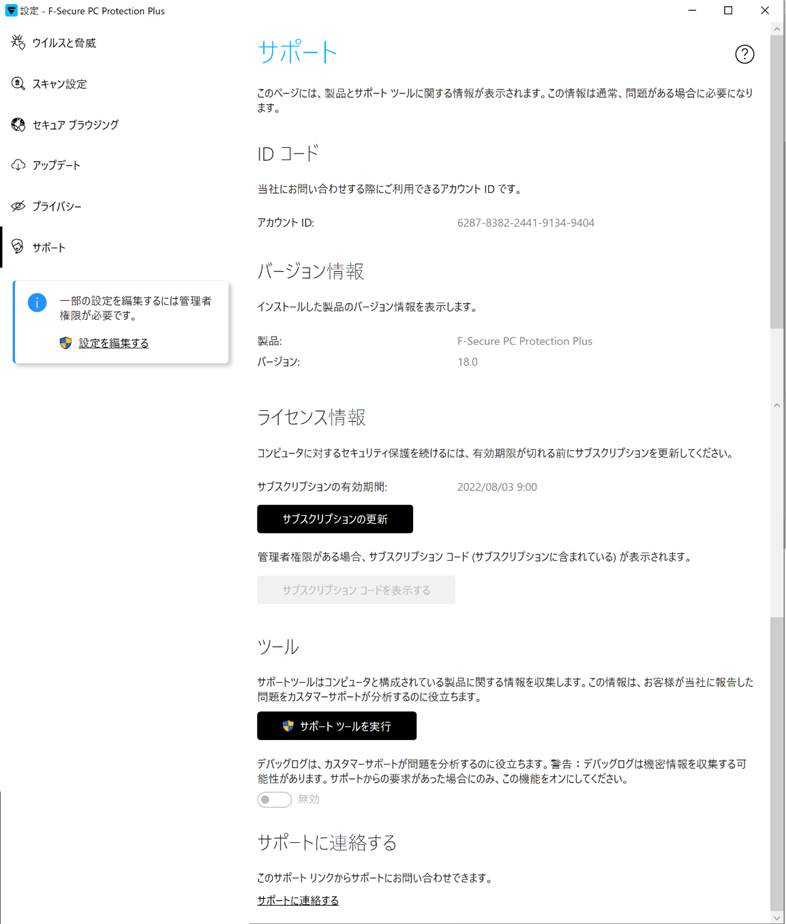 設定 - F-Secure PC Protection Plus
ウイルスと脅威
スキャン設定
セキュア ブラウジング
アップデート
プライバシー
サポート
一部の設定を編集するには管理者
権限が必要です。
設定を編集する
サポート
このページには、製品とサポート ツールに関する情報が表示されます。この情報は通常、問題がある場合に必要になり
ます。
ID コード
当社にお問い合わせする際にご利用できるアカウント ID です。
アカウント ID: 6287-8382-2441-9134-9404
バージョン情報
インストールした製品のバージョン情報を表示します。
製品: F-Secure PC Protection Plus
バージョン: 18.0
ライセンス情報
コンピュータに対するセキュリティ保護を続けるには、有効期限が切れる前にサブスクリプションを更新してください。
サブスクリプションの有効期間: 2022/08/03 9:00
サブスクリプションの更新
管理者権限がある場合、サブスクリプション コード (サブスクリプションに含まれている) が表示されます。
サブスクリプション コードを表示する
ツール
サポートツールはコンピュータと構成されている製品に関する情報を収集します。この情報は、お客様が当社に報告した
問題をカスタマーサポートが分析するのに役立ちます。
サポート ツールを実行
デバッグログは、カスタマーサポートが問題を分析するのに役立ちます。警告：デバッグログは機密情報を収集する可
能性があります。サポートからの要求があった場合にのみ、この機能をオンにしてください。
無効
サポートに連絡する
このサポート リンクからサポートにお問い合わせできます。
サポートに連絡する